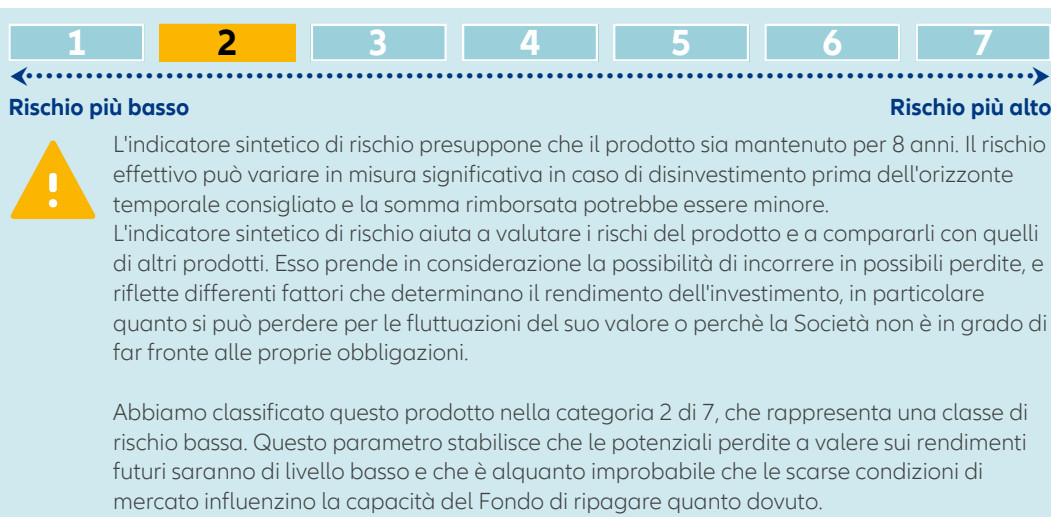 1 2 3 4 5 6 7
Rischio più basso Rischio più alto
L'indicatore sintetico di rischio presuppone che il prodotto sia mantenuto per 8 anni. Il rischio
effettivo può variare in misura significativa in caso di disinvestimento prima dell'orizzonte
temporale consigliato e la somma rimborsata potrebbe essere minore.
L'indicatore sintetico di rischio aiuta a valutare i rischi del prodotto e a compararli con quelli
di altri prodotti. Esso prende in considerazione la possibilità di incorrere in possibili perdite, e
riflette differenti fattori che determinano il rendimento dell'investimento, in particolare
quanto si può perdere per le fluttuazioni del suo valore o perchè la Società non è in grado di
far fronte alle proprie obbligazioni.
Abbiamo classificato questo prodotto nella categoria 2 di 7, che rappresenta una classe di
rischio bassa. Questo parametro stabilisce che le potenziali perdite a valere sui rendimenti
futuri saranno di livello basso e che è alquanto improbabile che le scarse condizioni di
mercato influenzino la capacità del Fondo di ripagare quanto dovuto.